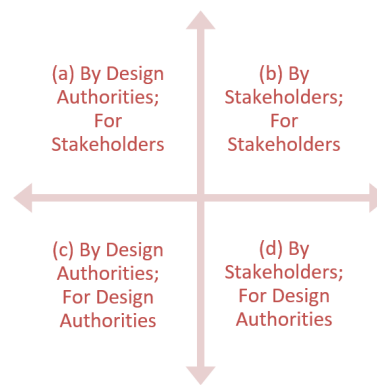 (a) By Design
Authorities;
For
Stakeholders
(b) By
Stakeholders;
For
Stakeholders
(c) By Design
Authorities;
For Design
Authorities
(d) By
Stakeholders;
For Design
Authorities